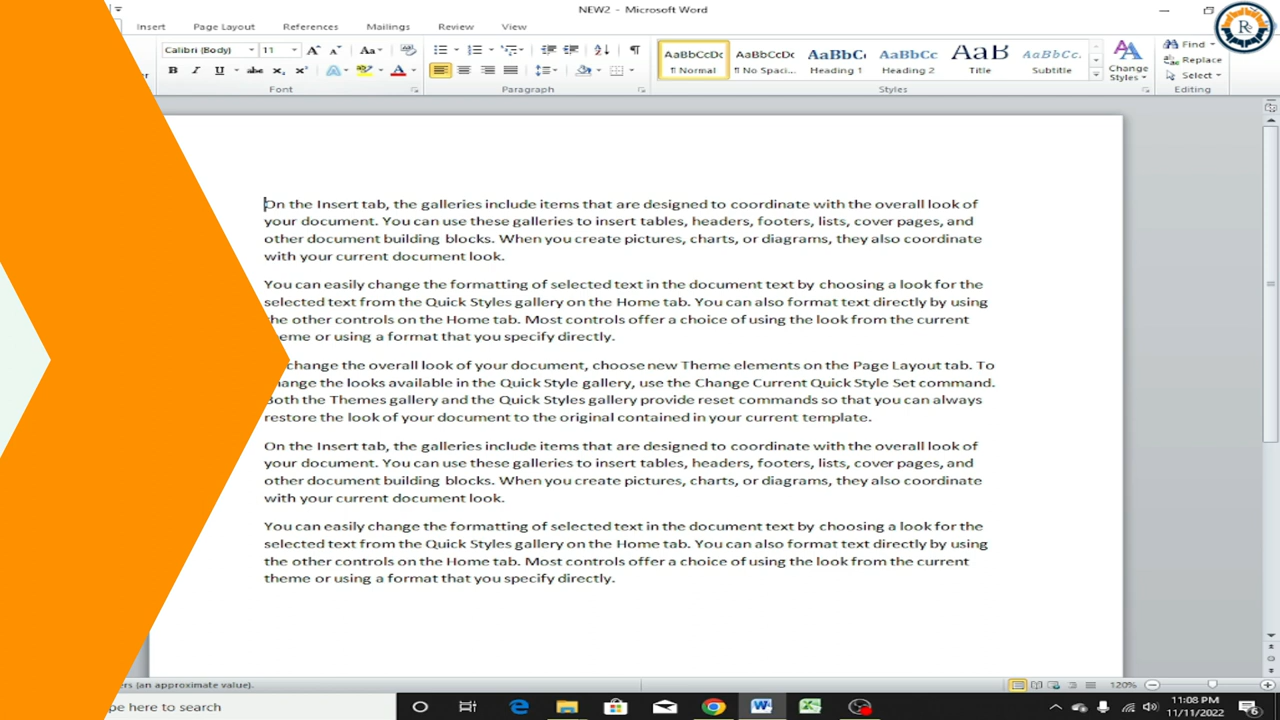 NEW2 - Microsoft Word
Insert Page Layout References Mailings Review View
Calibri (Body) 11 Aa
AaBbCcDc AaBbCcDc AaBbC AaBbCc AaB AaBbCc.
¶ Normal ¶ No Spaci... Heading 1 Heading 2 Title Subtitle
Change Styles
Find
Replace
Select
B I U abc x₂ x² A
Font Paragraph Styles Editing
On the Insert tab, the galleries include items that are designed to coordinate with the overall look of
your document. You can use these galleries to insert tables, headers, footers, lists, cover pages, and
other document building blocks. When you create pictures, charts, or diagrams, they also coordinate
with your current document look.
You can easily change the formatting of selected text in the document text by choosing a look for the
selected text from the Quick Styles gallery on the Home tab. You can also format text directly by using
the other controls on the Home tab. Most controls offer a choice of using the look from the current
theme or using a format that you specify directly.
change the overall look of your document, choose new Theme elements on the Page Layout tab. To
change the looks available in the Quick Style gallery, use the Change Current Quick Style Set command.
Both the Themes gallery and the Quick Styles gallery provide reset commands so that you can always
restore the look of your document to the original contained in your current template.
On the Insert tab, the galleries include items that are designed to coordinate with the overall look of
your document. You can use these galleries to insert tables, headers, footers, lists, cover pages, and
other document building blocks. When you create pictures, charts, or diagrams, they also coordinate
with your current document look.
You can easily change the formatting of selected text in the document text by choosing a look for the
selected text from the Quick Styles gallery on the Home tab. You can also format text directly by using
the other controls on the Home tab. Most controls offer a choice of using the look from the current
theme or using a format that you specify directly.
(an approximate value).
120%
here to search
11:08 PM
11/11/2022
6